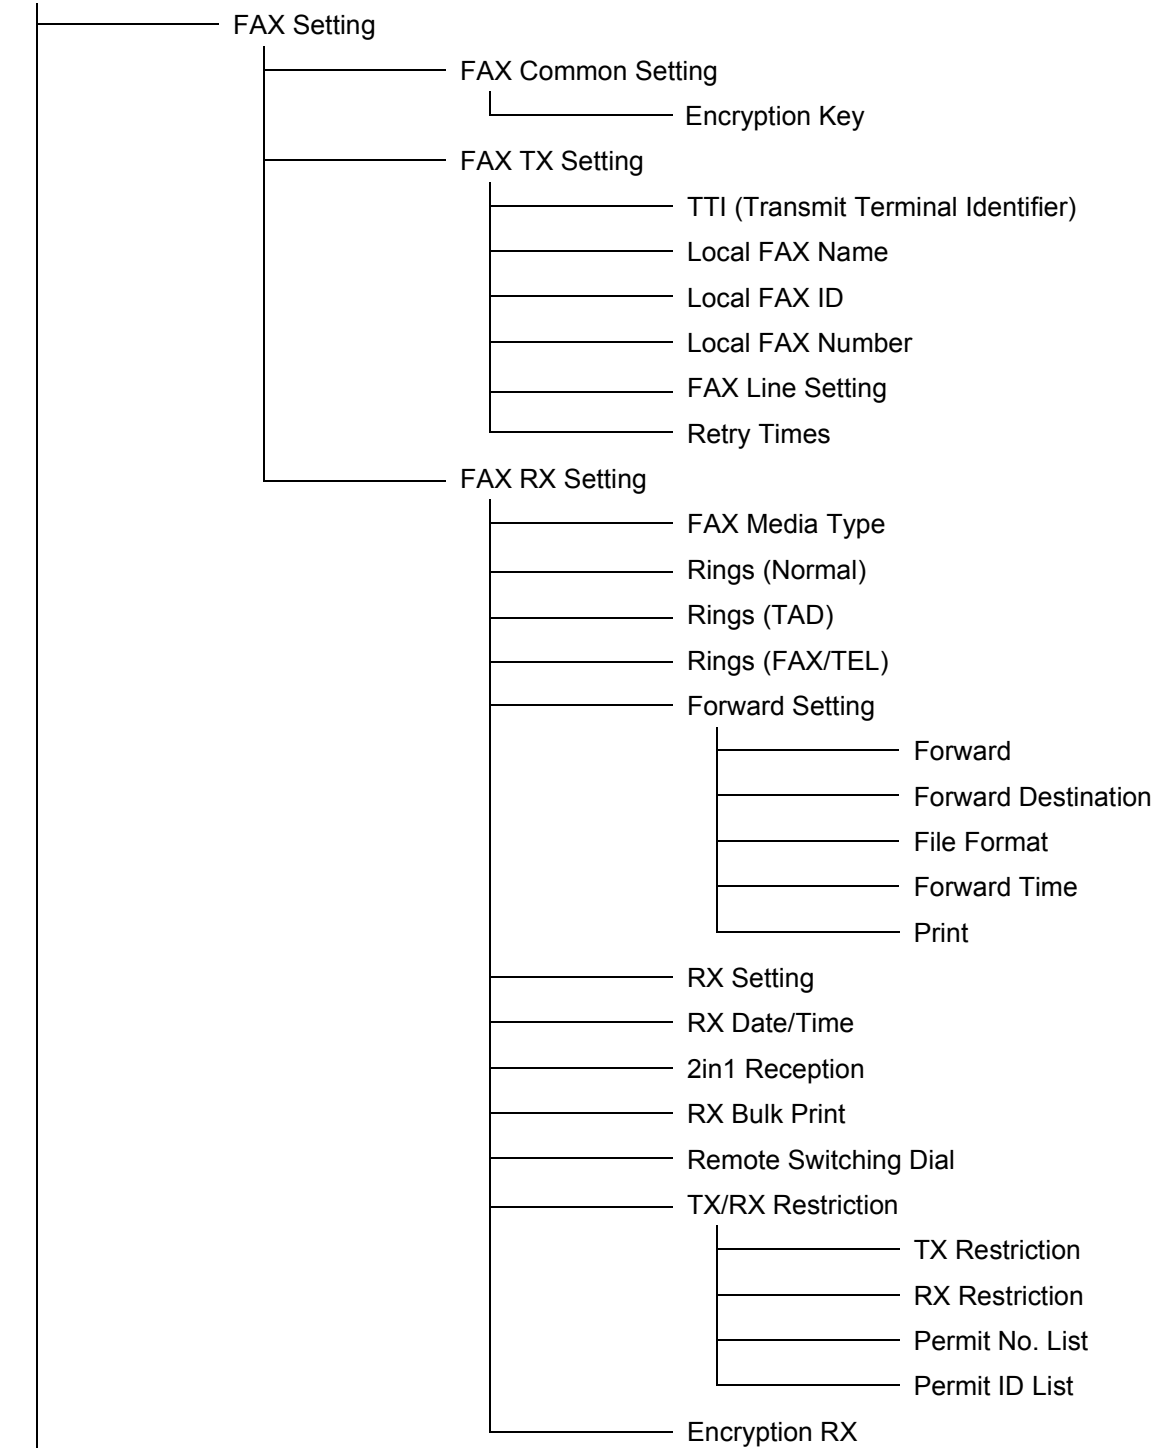 FAX Setting
FAX Common Setting
Encryption Key
FAX TX Setting
TTI (Transmit Terminal Identifier)
Local FAX Name
Local FAX ID
Local FAX Number
FAX Line Setting
Retry Times
FAX RX Setting
FAX Media Type
Rings (Normal)
Rings (TAD)
Rings (FAX/TEL)
Forward Setting
Forward
Forward Destination
File Format
Forward Time
Print
RX Setting
RX Date/Time
2in1 Reception
RX Bulk Print
Remote Switching Dial
TX/RX Restriction
TX Restriction
RX Restriction
Permit No. List
Permit ID List
Encryption RX